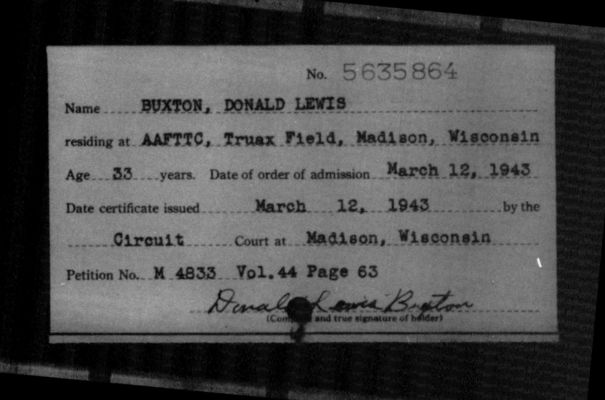 No. 5635864
Name BUXTON, DONALD LEWIS
residing at AAFTTC, Truax Field, Madison, Wisconsin
Age 33 years. Date of order of admission March 12, 1943
Date certificate issued March 12, 1943 by the
Circuit Court at Madison, Wisconsin
Petition No. M 4833 Vol. 44 Page 63
Donald Lewis Buxton
and true signature of holder)